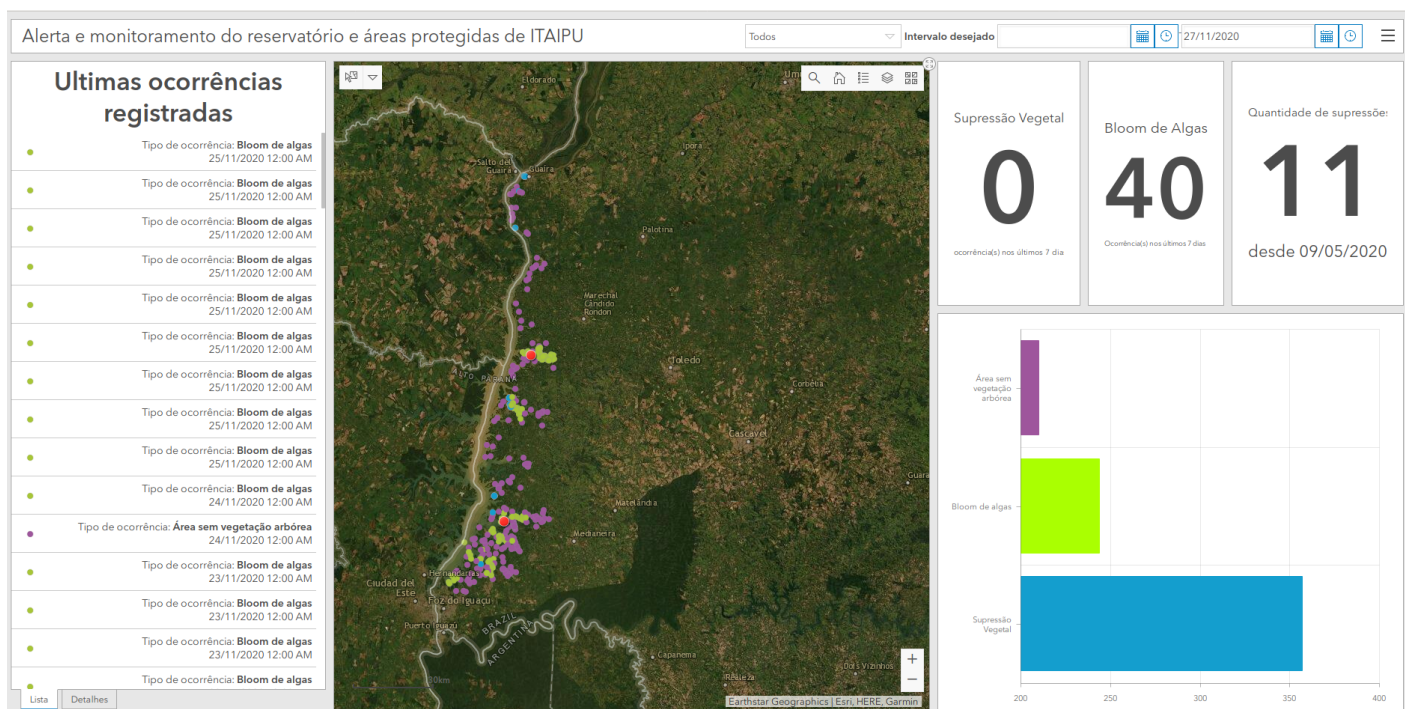 Alerta e monitoramento do reservatório e áreas protegidas de ITAIPU
Todos
Intervalo desejado
27/11/2020
Ultimas ocorrências
registradas
Tipo de ocorrência: Bloom de algas
25/11/2020 12:00 AM
Tipo de ocorrência: Bloom de algas
25/11/2020 12:00 AM
Tipo de ocorrência: Bloom de algas
25/11/2020 12:00 AM
Tipo de ocorrência: Bloom de algas
25/11/2020 12:00 AM
Tipo de ocorrência: Bloom de algas
25/11/2020 12:00 AM
Tipo de ocorrência: Bloom de algas
25/11/2020 12:00 AM
Tipo de ocorrência: Bloom de algas
25/11/2020 12:00 AM
Tipo de ocorrência: Bloom de algas
25/11/2020 12:00 AM
Tipo de ocorrência: Bloom de algas
25/11/2020 12:00 AM
Tipo de ocorrência: Bloom de algas
24/11/2020 12:00 AM
Tipo de ocorrência: Área sem vegetação arbórea
24/11/2020 12:00 AM
Tipo de ocorrência: Bloom de algas
23/11/2020 12:00 AM
Tipo de ocorrência: Bloom de algas
23/11/2020 12:00 AM
Tipo de ocorrência: Bloom de algas
23/11/2020 12:00 AM
Tipo de ocorrência: Bloom de algas
Lista
Detalhes
Eldorado
Salto del
Guairá
Guaíra
Iporã
Palotina
Marechal
Cândido
Rondon
Toledo
ALTO PARANÁ
Corbélia
Cascavel
Guara
Matelândia
Medianeira
Hernandarias
Ciudad del
Este
Foz do Iguaçu
Puerto Iguazú
BRAZIL
ARGENTINA
Capanema
Realeza
Dois Vizinhos
30km
+
−
Earthstar Geographics | Esri, HERE, Garmin
Supressão Vegetal
0
ocorrência(s) nos últimos 7 dia
Bloom de Algas
40
Ocorrência(s) nos últimos 7 dias
Quantidade de supressões
11
desde 09/05/2020
Área sem
vegetação
arbórea
Bloom de algas
Supressão
Vegetal
200
250
300
350
400